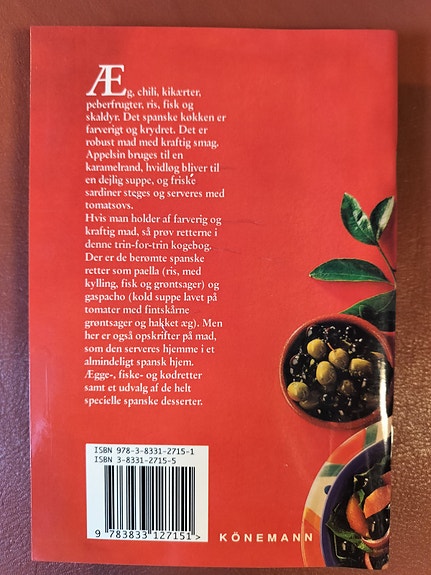 Æg, chili, kikærter,
peberfrugter, ris, fisk og
skaldyr. Det spanske køkken er
farverigt og krydret. Det er
robust mad med kraftig smag.
Appelsin bruges til en
karamelrand, hvidløg bliver til
en dejlig suppe, og friske
sardiner steges og serveres med
tomatsovs.
Hvis man holder af farverig og
kraftig mad, så prøv retterne i
denne trin-for-trin kogebog.
Der er de berømte spanske
retter som paella (ris, med
kylling, fisk og grøntsager) og
gaspacho (kold suppe lavet på
tomater med fintskårne
grøntsager og hakket æg). Men
her er også opskrifter på mad,
som den serveres hjemme i et
almindeligt spansk hjem.
Ægge-, fiske- og kødretter
samt et udvalg af de helt
specielle spanske desserter.
ISBN 978-3-8331-2715-1
ISBN 3-8331-2715-5
9 783833 127151>
KÖNEMANN